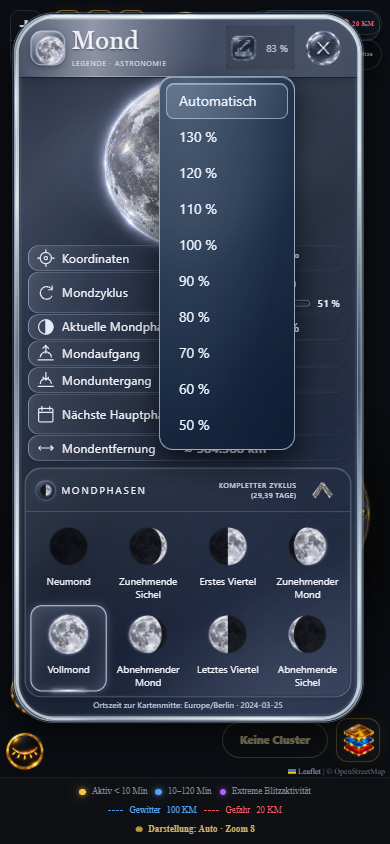 Mond
LEGENDE · ASTRONOMIE
83 %
20 KM
Automatisch
130 %
120 %
110 %
100 %
90 %
80 %
70 %
60 %
50 %
Koordinaten
Mondzyklus
51 %
Aktuelle Mondpha
Mondaufgang
Monduntergang
Nächste Hauptpha
Mondentfernung
MONDPHASEN
KOMPLETTER ZYKLUS
(29,39 TAGE)
Neumond
Zunehmende
Sichel
Erstes Viertel
Zunehmender
Mond
Vollmond
Abnehmender
Mond
Letztes Viertel
Abnehmende
Sichel
Ortszeit zur Kartenmitte: Europe/Berlin · 2024-03-25
Keine Cluster
Leaflet | © OpenStreetMap
Aktiv < 10 Min 10–120 Min Extreme Blitzaktivität
Gewitter 100 KM Gefahr 20 KM
Darstellung: Auto · Zoom 8